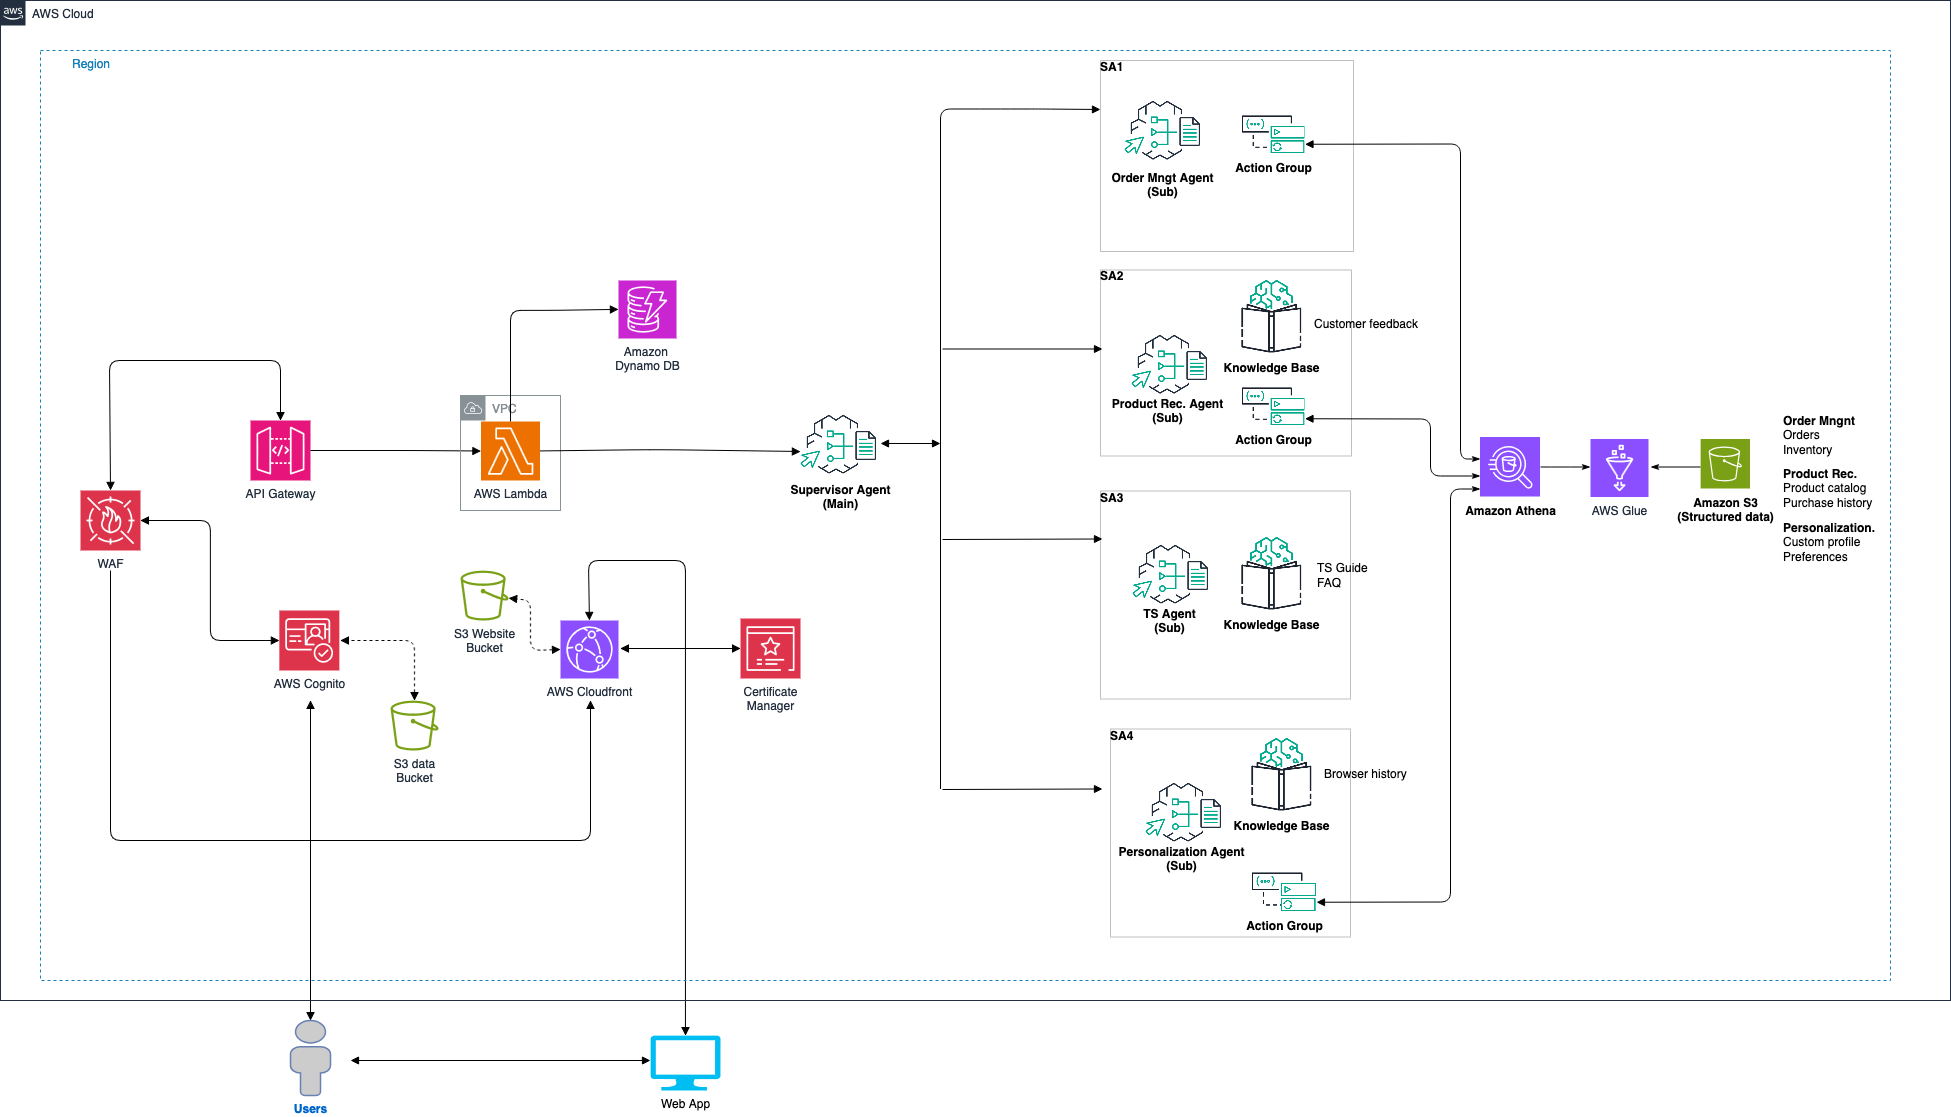 aws
AWS Cloud
Region
SA1
Order Mngt Agent
(Sub)
Action Group
SA2
Customer feedback
Knowledge Base
Product Rec. Agent
(Sub)
Action Group
Amazon
Dynamo DB
VPC
API Gateway
AWS Lambda
Supervisor Agent
(Main)
WAF
SA3
TS Guide
FAQ
TS Agent
(Sub)
Knowledge Base
Amazon Athena
AWS Glue
Amazon S3
(Structured data)
Order Mngnt
Orders
Inventory
Product Rec.
Product catalog
Purchase history
Personalization.
Custom profile
Preferences
S3 Website
Bucket
AWS Cognito
AWS Cloudfront
Certificate
Manager
S3 data
Bucket
SA4
Browser history
Knowledge Base
Personalization Agent
(Sub)
Action Group
Users
Web App